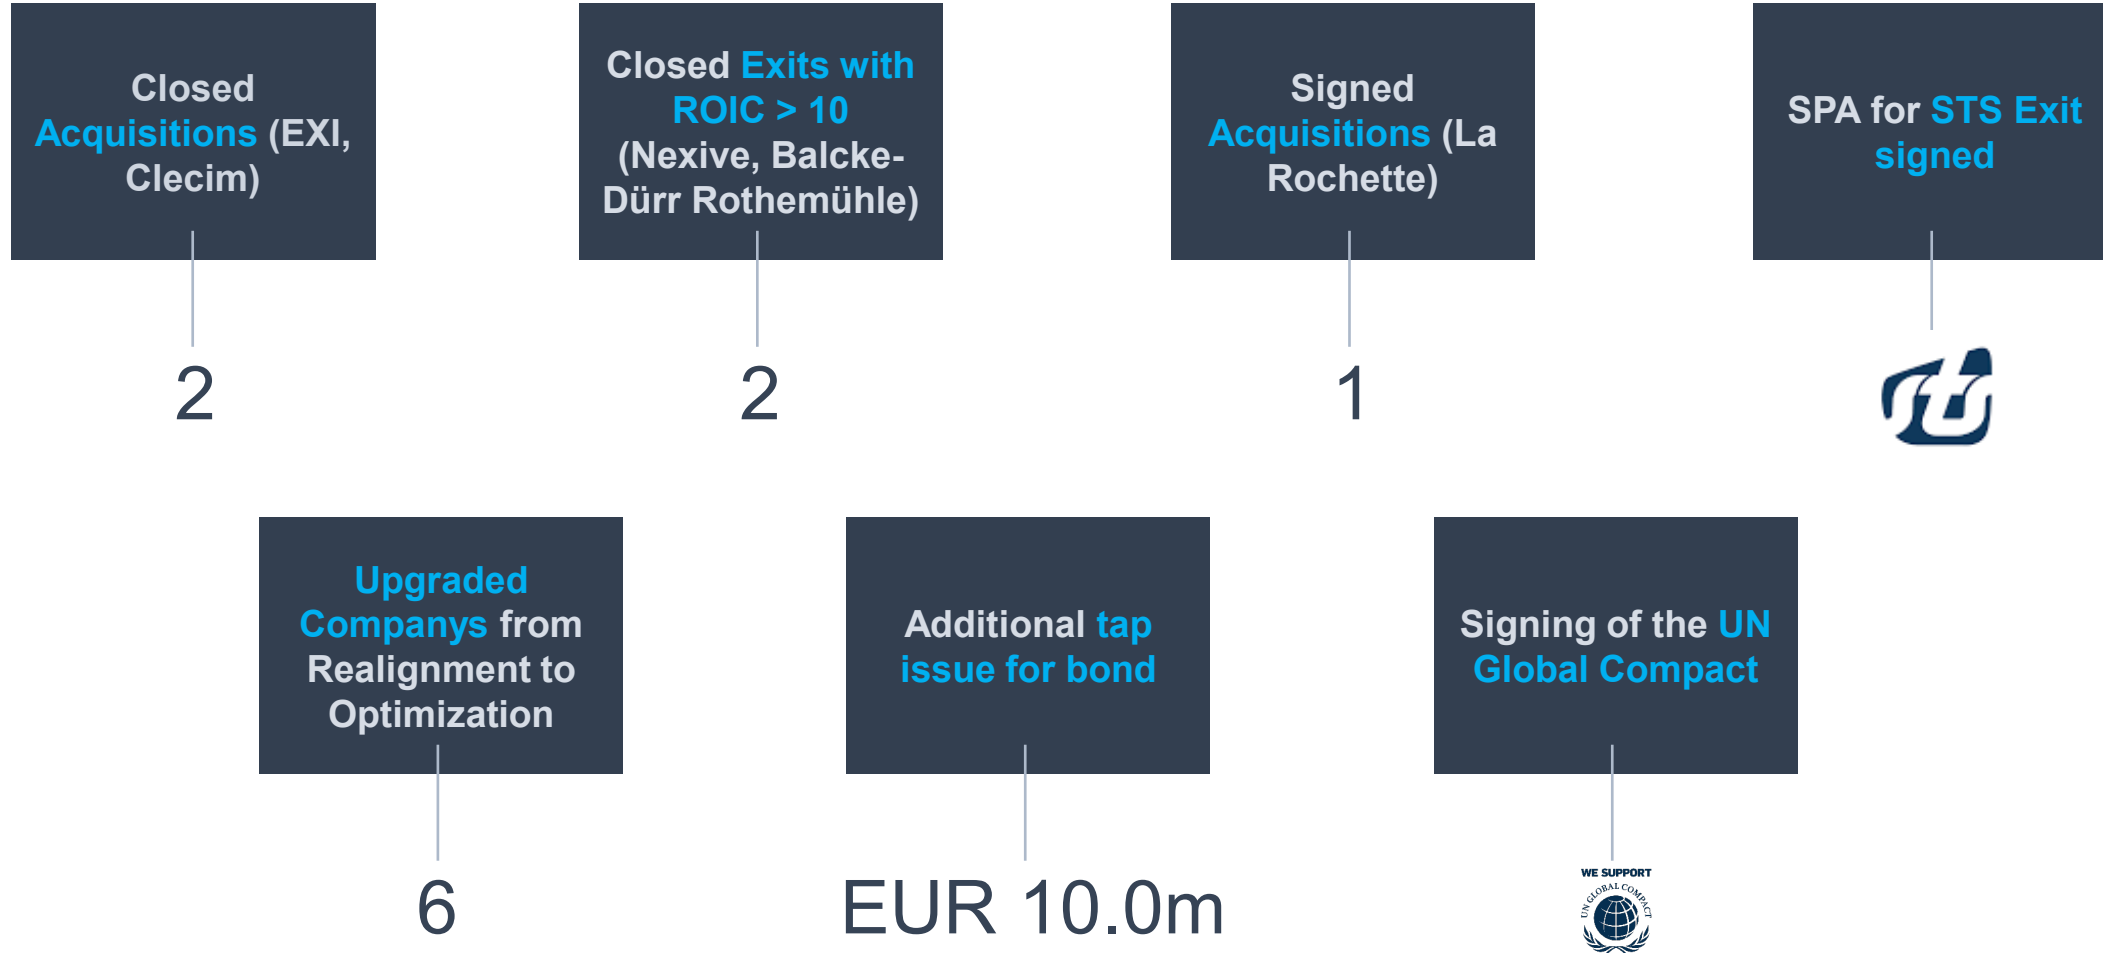 Closed
Acquisitions (EXI,
Clecim)
2
Closed Exits with
ROIC > 10
(Nexive, Balcke-
Dürr Rothemühle)
2
Signed
Acquisitions (La
Rochette)
1
SPA for STS Exit
signed
Upgraded
Companys from
Realignment to
Optimization
6
Additional tap
issue for bond
EUR 10.0m
Signing of the UN
Global Compact
WE SUPPORT
UN GLOBAL COMPACT